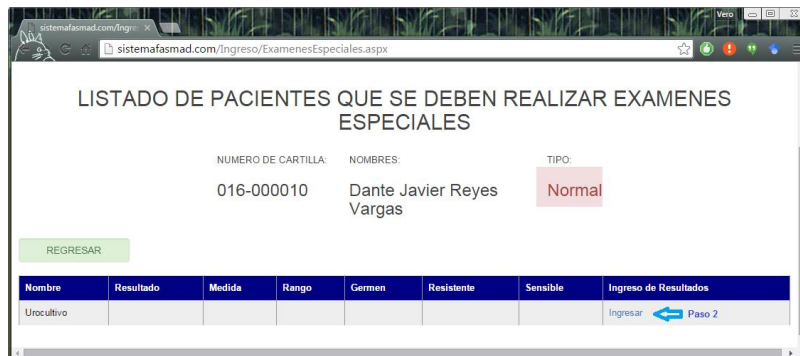 Vero
sistemafasmad.com/Ingre
sistemafasmad.com/Ingreso/ExamenesEspeciales.aspx
LISTADO DE PACIENTES QUE SE DEBEN REALIZAR EXAMENES
ESPECIALES
NUMERO DE CARTILLA: NOMBRES: TIPO:
016-000010 Dante Javier Reyes Normal
Vargas
REGRESAR
Nombre Resultado Medida Rango Germen Resistente Sensible Ingreso de Resultados
Urocultivo Ingresar Paso 2